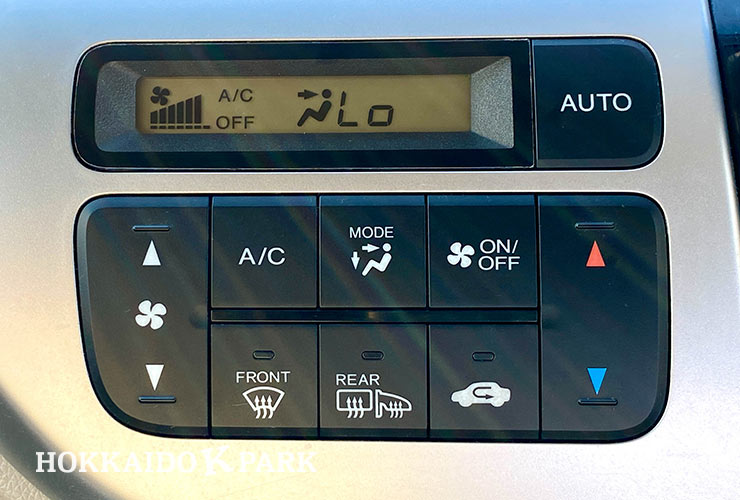 A/C
OFF
Lo
AUTO
A/C
MODE
ON/
OFF
FRONT
REAR
HOKKAIDO K PARK